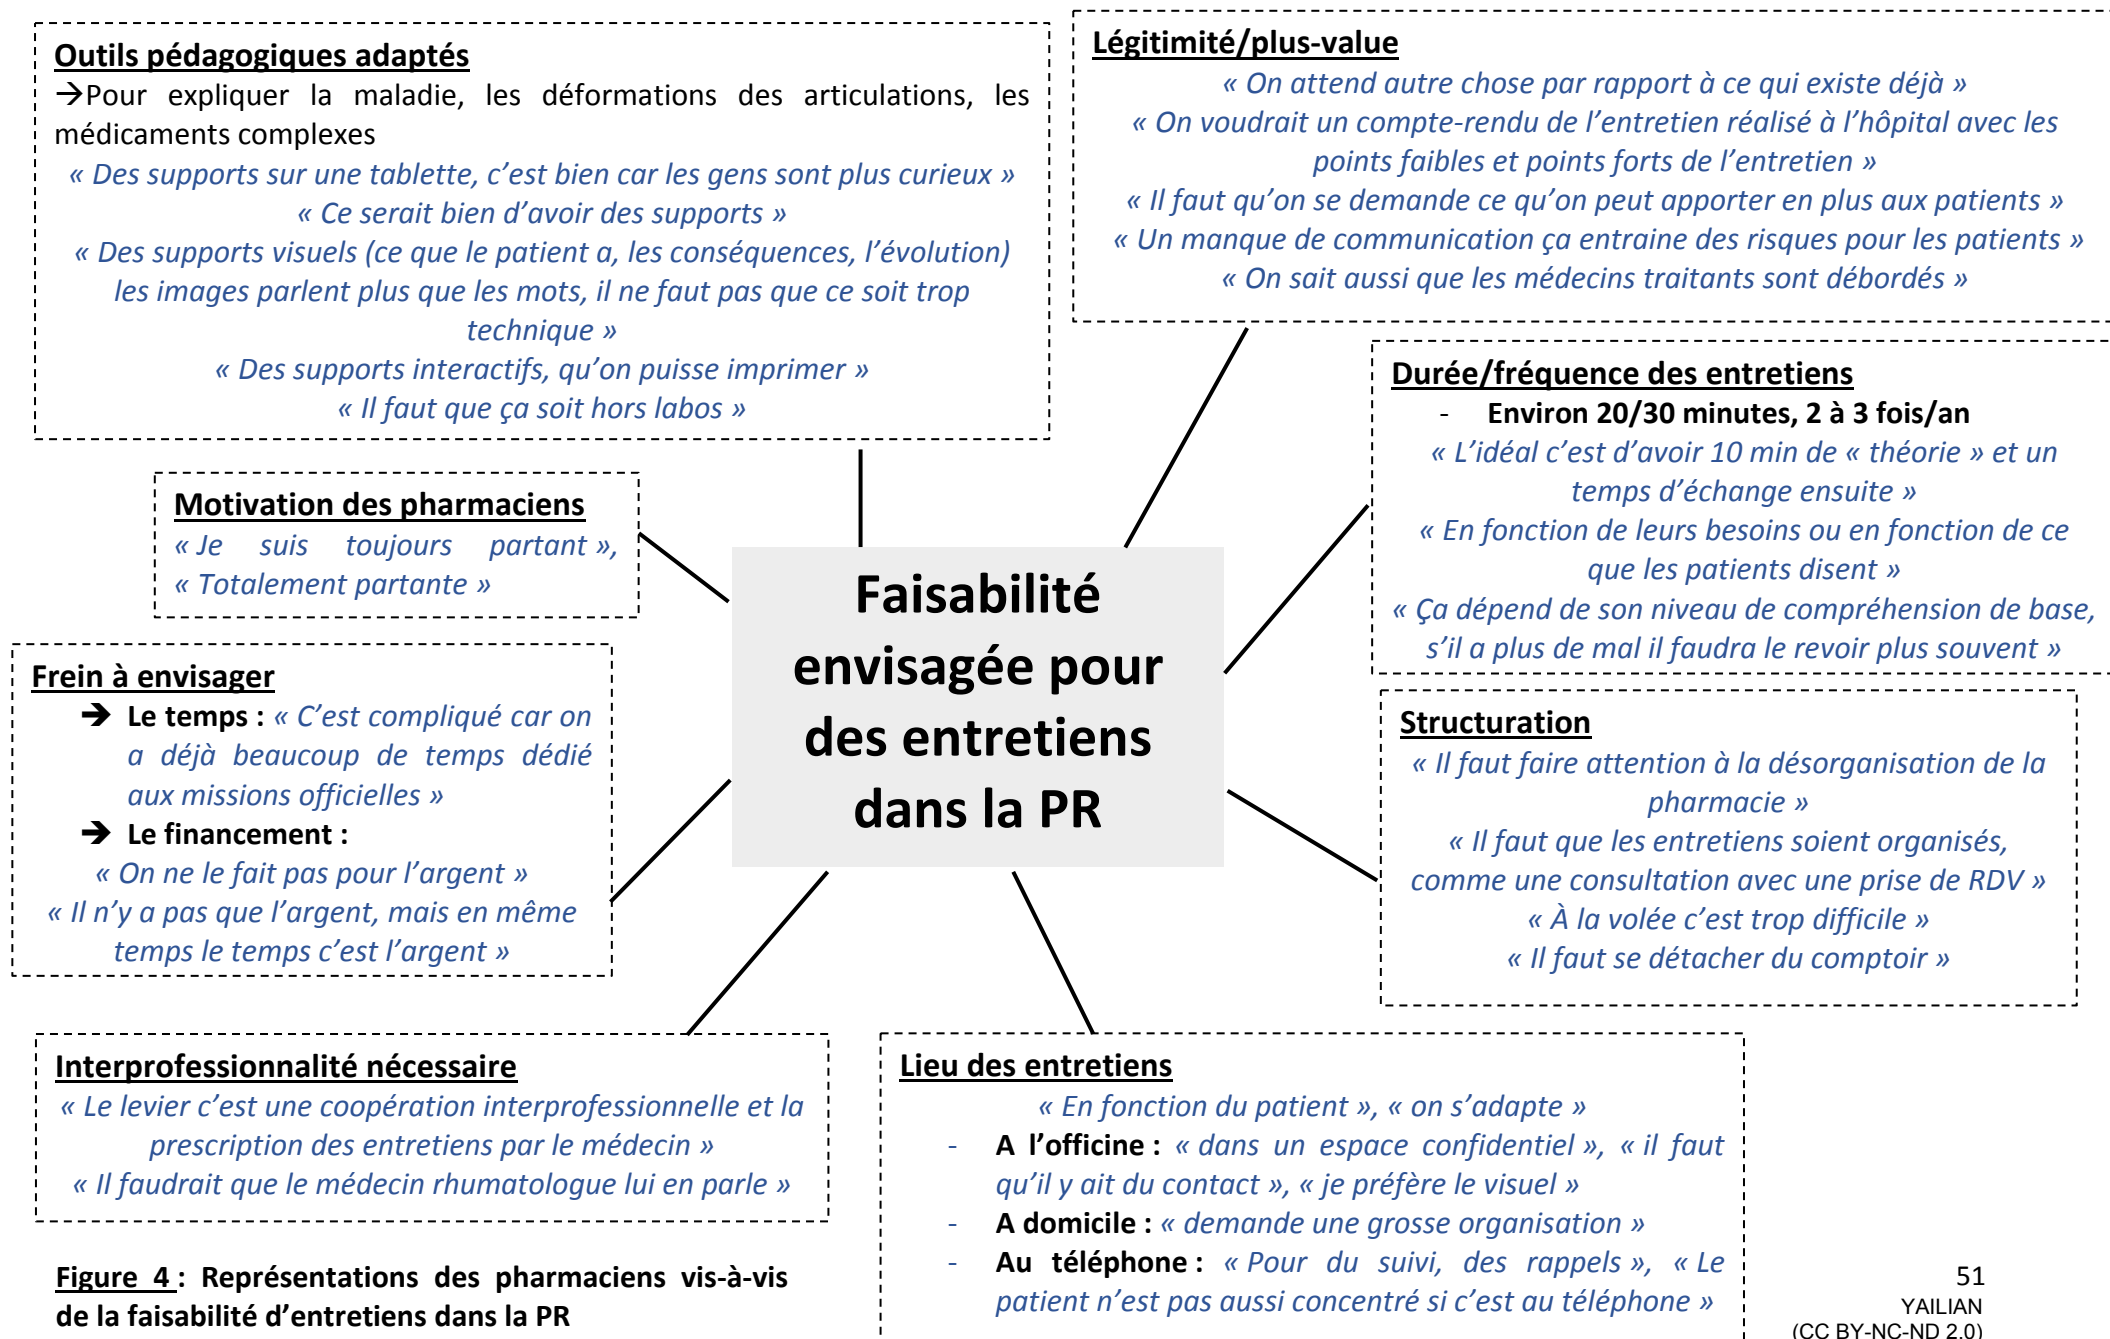 Outils pédagogiques adaptés
→Pour expliquer la maladie, les déformations des articulations, les
médicaments complexes
« Des supports sur une tablette, c’est bien car les gens sont plus curieux »
« Ce serait bien d’avoir des supports »
« Des supports visuels (ce que le patient a, les conséquences, l’évolution)
les images parlent plus que les mots, il ne faut pas que ce soit trop
technique »
« Des supports interactifs, qu’on puisse imprimer »
« Il faut que ça soit hors labos »
Légitimité/plus-value
« On attend autre chose par rapport à ce qui existe déjà »
« On voudrait un compte-rendu de l’entretien réalisé à l’hôpital avec les
points faibles et points forts de l’entretien »
« Il faut qu’on se demande ce qu’on peut apporter en plus aux patients »
« Un manque de communication ça entraine des risques pour les patients »
« On sait aussi que les médecins traitants sont débordés »
Durée/fréquence des entretiens
- Environ 20/30 minutes, 2 à 3 fois/an
« L’idéal c’est d’avoir 10 min de « théorie » et un
temps d’échange ensuite »
« En fonction de leurs besoins ou en fonction de ce
que les patients disent »
« Ça dépend de son niveau de compréhension de base,
s’il a plus de mal il faudra le revoir plus souvent »
Motivation des pharmaciens
« Je suis toujours partant »,
« Totalement partante »
Faisabilité
envisagée pour
des entretiens
dans la PR
Frein à envisager
➔ Le temps : « C’est compliqué car on
a déjà beaucoup de temps dédié
aux missions officielles »
➔ Le financement :
« On ne le fait pas pour l’argent »
« Il n’y a pas que l’argent, mais en même
temps le temps c’est l’argent »
Structuration
« Il faut faire attention à la désorganisation de la
pharmacie »
« Il faut que les entretiens soient organisés,
comme une consultation avec une prise de RDV »
« À la volée c’est trop difficile »
« Il faut se détacher du comptoir »
Interprofessionnalité nécessaire
« Le levier c’est une coopération interprofessionnelle et la
prescription des entretiens par le médecin »
« Il faudrait que le médecin rhumatologue lui en parle »
Lieu des entretiens
« En fonction du patient », « on s’adapte »
- A l’officine : « dans un espace confidentiel », « il faut
qu’il y ait du contact », « je préfère le visuel »
- A domicile : « demande une grosse organisation »
- Au téléphone : « Pour du suivi, des rappels », « Le
patient n’est pas aussi concentré si c’est au téléphone »
Figure 4 : Représentations des pharmaciens vis-à-vis
de la faisabilité d’entretiens dans la PR
51
YAILIAN
(CC BY-NC-ND 2.0)